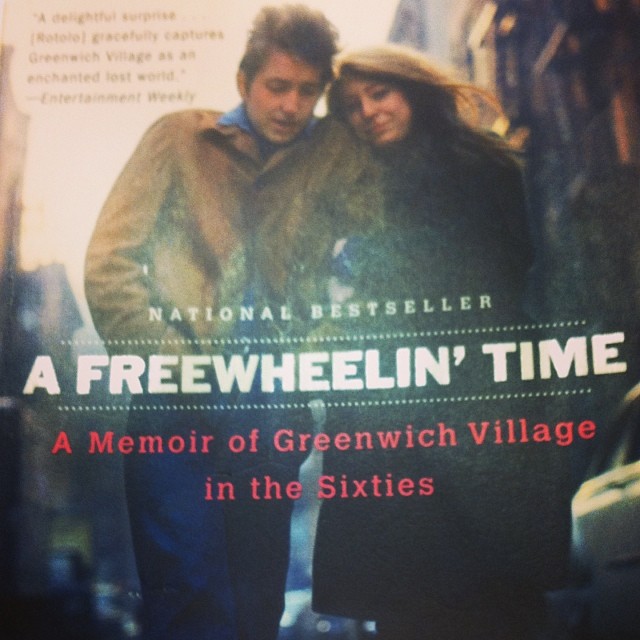 "A delightful surprise . . .
[Rotolo] gracefully captures
Greenwich Village as an
enchanted lost world."
—Entertainment Weekly
NATIONAL BESTSELLER
A FREEWHEELIN' TIME
A Memoir of Greenwich Village
in the Sixties